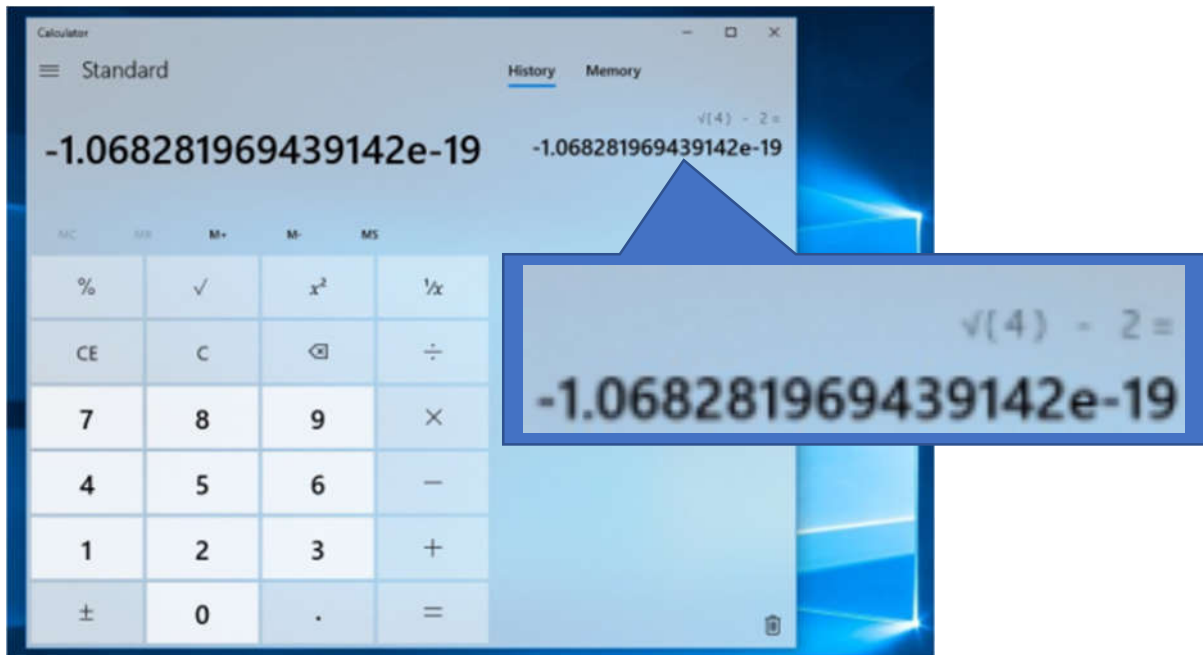 Calculator
Standard
History Memory
√(4) - 2 =
-1.068281969439142e-19
-1.068281969439142e-19
MC MR M+ M- MS
% √ x² ¹/x
CE C ÷
7 8 9 ×
4 5 6 −
1 2 3 +
± 0 . =
√(4) - 2 =
-1.068281969439142e-19